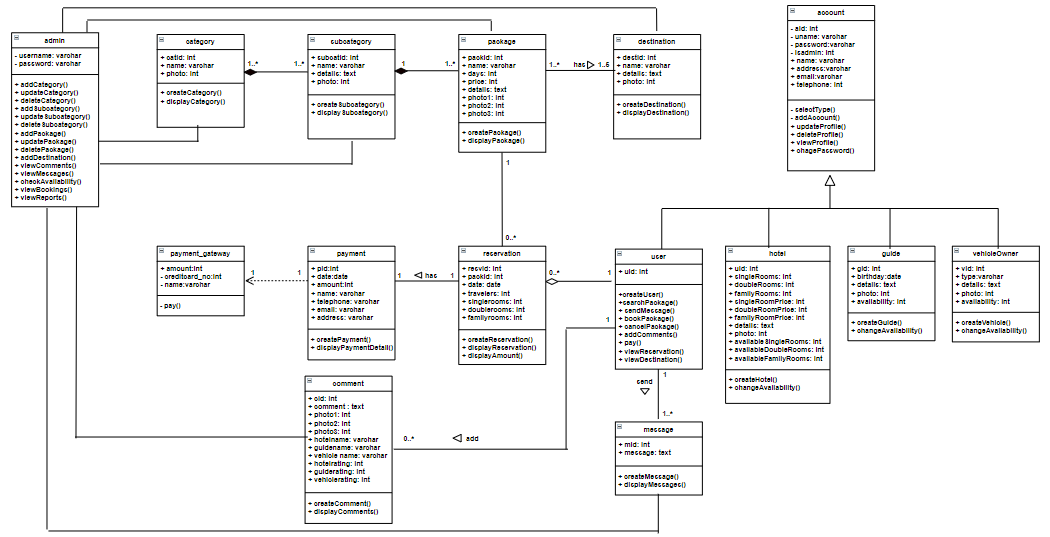 admin
- username: varchar
- password: varchar
+ addCategory()
+ updateCategory()
+ deleteCategory()
+ addSubcategory()
+ updateSubcategory()
+ deleteSubcategory()
+ addPackage()
+ updatePackage()
+ deletePackage()
+ addDestination()
+ viewComments()
+ viewMessages()
+ checkAvailability()
+ viewBookings()
+ viewReports()
category
+ catid: int
+ name: varchar
+ photo: int
+ createCategory()
+ displayCategory()
1..*
1..*
subcategory
+ subcatid: int
+ name: varchar
+ details: text
+ photo: int
+ createSubcategory()
+ displaySubcategory()
1
1..*
package
+ packid: int
+ name: varchar
+ days: int
+ price: int
+ details: text
+ photo1: int
+ photo2: int
+ photo3: int
+ createPackage()
+ displayPackage()
1..*
has
1..5
destination
+ destid: int
+ name: varchar
+ details: text
+ photo: int
+ createDestination()
+ displayDestination()
account
- aid: int
- uname: varchar
- password:varchar
- isadmin: int
+ name: varchar
+ address:varchar
+ email:varchar
+ telephone: int
- selectType()
- addAccount()
+ updateProfile()
+ deleteProfile()
+ viewProfile()
+ chagePassword()
1
0..*
payment_gateway
+ amount:int
- creditcard_no:int
- name:varchar
- pay()
1
1
payment
+ pid:int
+ date:date
+ amount:int
+ name: varchar
+ telephone: varchar
+ email: varchar
+ address: varchar
+ createPayment()
+ displayPaymentDetail()
1
has
1
reservation
+ resvid: int
+ packid: int
+ date: date
+ travelers: int
+ singlerooms: int
+ doublerooms: int
+ familyrooms: int
+ createReservation()
+ displayReservation()
+ displayAmount()
0..*
1
user
+ uid: int
+createUser()
+searchPackage()
+ sendMessage()
+ bookPackage()
+ cancelPackage()
+ addComments()
+ pay()
+ viewReservation()
+ viewDestination()
1
hotel
+ uid: int
+ singleRooms: int
+ doubleRooms: int
+ familyRooms: int
+ singleRoomPrice: int
+ doubleRoomPrice: int
+ familyRoomPrice: int
+ details: text
+ photo: int
+ availableSingleRooms: int
+ availableDoubleRooms: int
+ availableFamilyRooms: int
+ createHotel()
+ changeAvailability()
guide
+ gid: int
+ birthday:date
+ details: text
+ photo: int
+ availability: int
+ createGuide()
+ changeAvailability()
vehicleOwner
+ vid: int
+ type:varchar
+ details: text
+ photo: int
+ availability: int
+ createVehicle()
+ changeAvailability()
comment
+ cid: int
+ comment : text
+ photo1: int
+ photo2: int
+ photo3: int
+ hotelname: varchar
+ guidename: varchar
+ vehicle name: varchar
+ hotelrating: int
+ guiderating: int
+ vehiclerating: int
+ createComment()
+ displayComments()
0..*
add
1
send
1..*
message
+ mid: int
+ message: text
+ createMessage()
+ displayMessages()